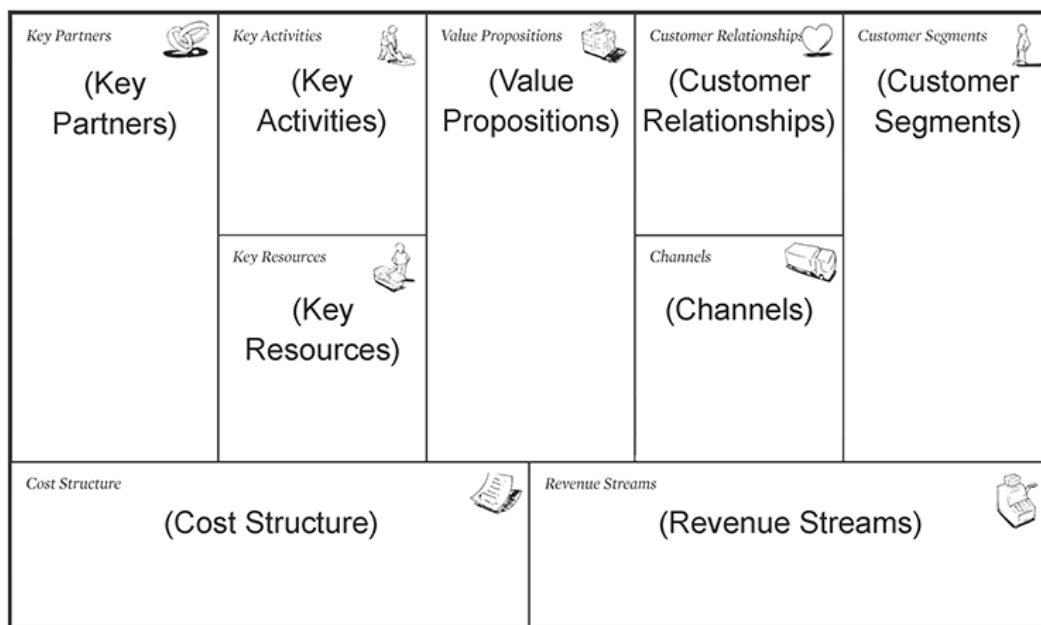 Key Partners
(Key
Partners)
Key Activities
(Key
Activities)
Key Resources
(Key
Resources)
Value Propositions
(Value
Propositions)
Customer Relationships
(Customer
Relationships)
Channels
(Channels)
Customer Segments
(Customer
Segments)
Cost Structure
(Cost Structure)
Revenue Streams
(Revenue Streams)